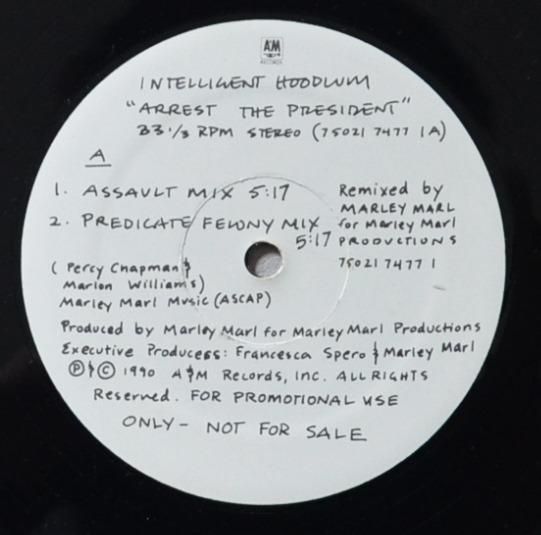 A&M
RECORDS
INTELLIGENT HOODLUM
"ARREST THE PRESIDENT"
33 1/3 RPM STEREO (75021 7477 1A)
A
1. ASSAULT MIX 5:17
2. PREDICATE FELONY MIX 5:17
Remixed by
MARLEY MARL
for Marley Marl
PRODUCTIONS
75021 7477 1
(Percy Chapman &
Marlon Williams)
Marley Marl Music (ASCAP)
Produced by Marley Marl for Marley Marl Productions
Executive Producers: Francesca Spero & Marley Marl
Ⓟ & © 1990 A&M Records, Inc. ALL RIGHTS
Reserved. FOR PROMOTIONAL USE
ONLY - NOT FOR SALE